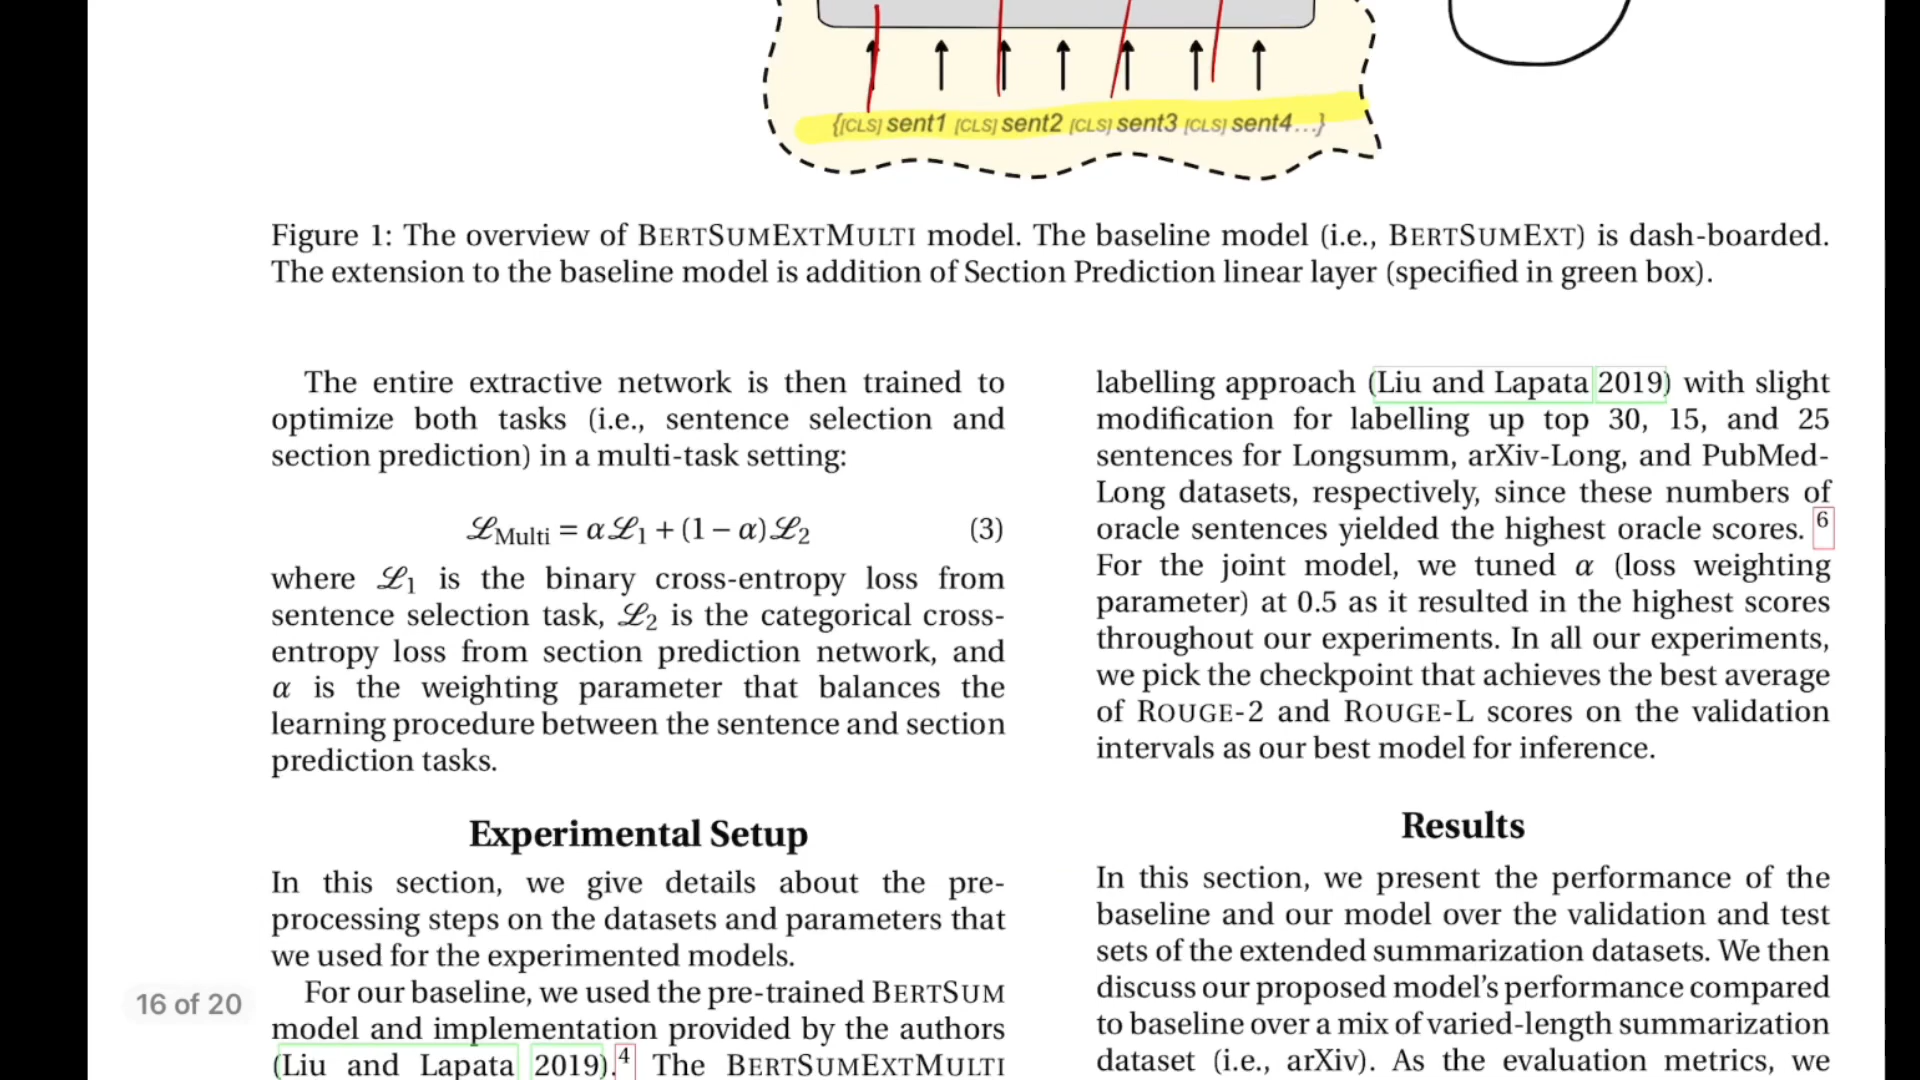 {[CLS] sent1 [CLS] sent2 [CLS] sent3 [CLS] sent4...}
Figure 1: The overview of BERTSUMEXTMULTI model. The baseline model (i.e., BERTSUMEXT) is dash-boarded.
The extension to the baseline model is addition of Section Prediction linear layer (specified in green box).
The entire extractive network is then trained to
optimize both tasks (i.e., sentence selection and
section prediction) in a multi-task setting:
ℒMulti = αℒ1 + (1 − α)ℒ2 (3)
where ℒ1 is the binary cross-entropy loss from
sentence selection task, ℒ2 is the categorical cross-
entropy loss from section prediction network, and
α is the weighting parameter that balances the
learning procedure between the sentence and section
prediction tasks.
Experimental Setup
In this section, we give details about the pre-
processing steps on the datasets and parameters that
we used for the experimented models.
For our baseline, we used the pre-trained BERTSUM
model and implementation provided by the authors
(Liu and Lapata 2019).4 The BERTSUMEXTMULTI
labelling approach (Liu and Lapata 2019) with slight
modification for labelling up top 30, 15, and 25
sentences for Longsumm, arXiv-Long, and PubMed-
Long datasets, respectively, since these numbers of
oracle sentences yielded the highest oracle scores. 6
For the joint model, we tuned α (loss weighting
parameter) at 0.5 as it resulted in the highest scores
throughout our experiments. In all our experiments,
we pick the checkpoint that achieves the best average
of ROUGE-2 and ROUGE-L scores on the validation
intervals as our best model for inference.
Results
In this section, we present the performance of the
baseline and our model over the validation and test
sets of the extended summarization datasets. We then
discuss our proposed model's performance compared
to baseline over a mix of varied-length summarization
dataset (i.e., arXiv). As the evaluation metrics, we
16 of 20